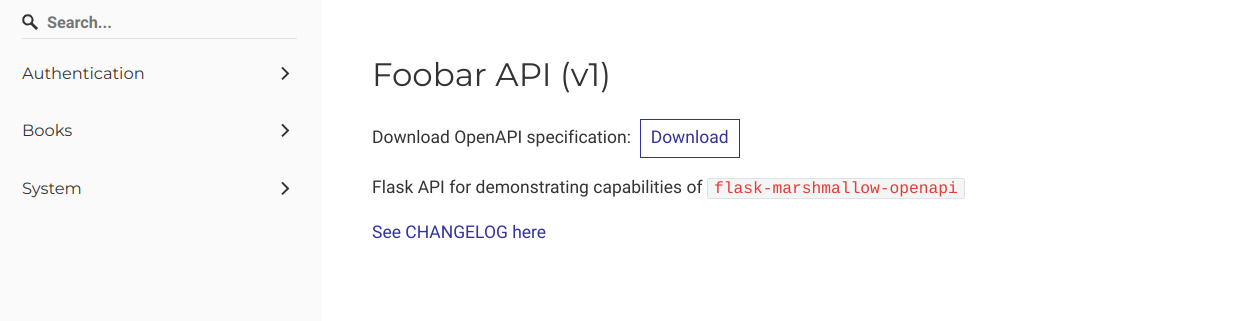 Search...
Authentication
Books
System
Foobar API (v1)
Download OpenAPI specification: Download
Flask API for demonstrating capabilities of flask-marshmallow-openapi
See CHANGELOG here